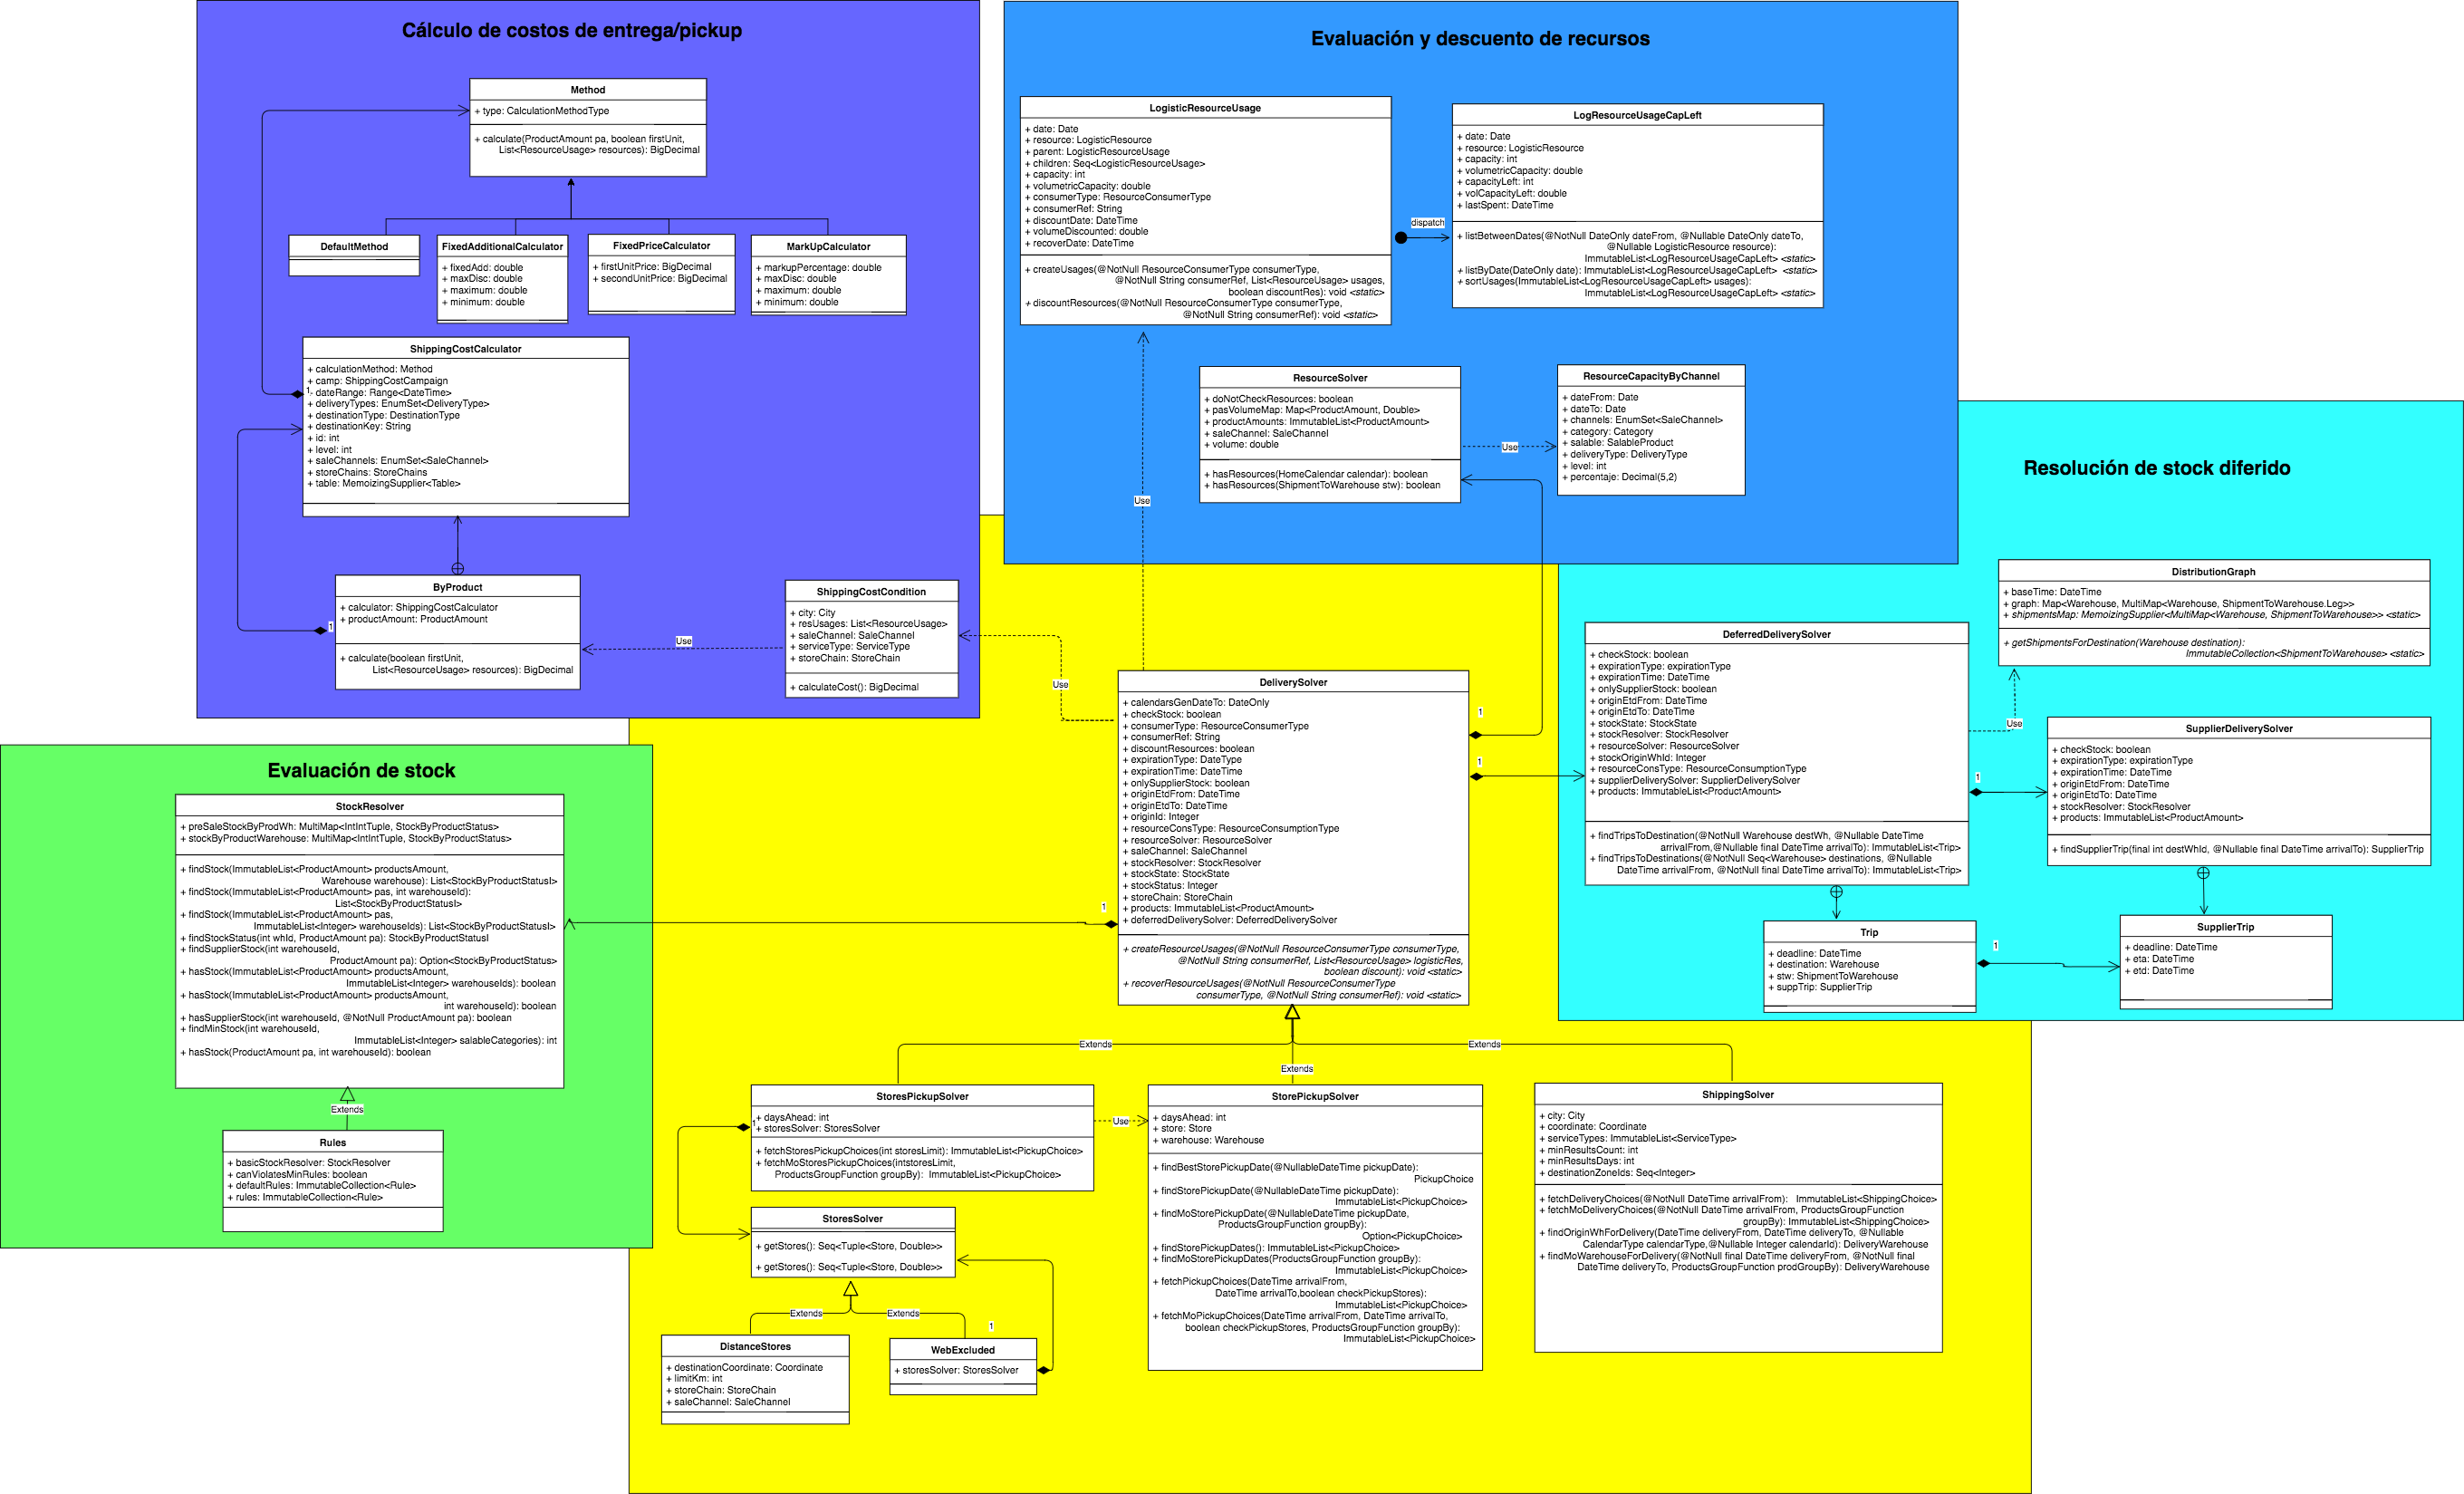 Cálculo de costos de entrega/pickup
Method
+ type: CalculationMethodType
+ calculate(ProductAmount pa, boolean firstUnit,
List<ResourceUsage> resources): BigDecimal
DefaultMethod
FixedAdditionalCalculator
+ fixedAdd: double
+ maxDisc: double
+ maximum: double
+ minimum: double
FixedPriceCalculator
+ firstUnitPrice: BigDecimal
+ secondUnitPrice: BigDecimal
MarkUpCalculator
+ markupPercentage: double
+ maxDisc: double
+ maximum: double
+ minimum: double
ShippingCostCalculator
+ calculationMethod: Method
+ camp: ShippingCostCampaign
1
+ dateRange: Range<DateTime>
+ deliveryTypes: EnumSet<DeliveryType>
+ destinationType: DestinationType
+ destinationKey: String
+ id: int
+ level: int
+ saleChannels: EnumSet<SaleChannel>
+ storeChains: StoreChains
+ table: MemoizingSupplier<Table>
ByProduct
+ calculator: ShippingCostCalculator
+ productAmount: ProductAmount
1
+ calculate(boolean firstUnit,
List<ResourceUsage> resources): BigDecimal
Use
ShippingCostCondition
+ city: City
+ resUsages: List<ResourceUsage>
+ saleChannel: SaleChannel
+ serviceType: ServiceType
+ storeChain: StoreChain
+ calculateCost(): BigDecimal
Evaluación y descuento de recursos
LogisticResourceUsage
+ date: Date
+ resource: LogisticResource
+ parent: LogisticResourceUsage
+ children: Seq<LogisticResourceUsage>
+ capacity: int
+ volumetricCapacity: double
+ consumerType: ResourceConsumerType
+ consumerRef: String
+ discountDate: DateTime
+ volumeDiscounted: double
+ recoverDate: DateTime
+ createUsages(@NotNull ResourceConsumerType consumerType,
@NotNull String consumerRef, List<ResourceUsage> usages,
boolean discountRes): void <static>
+ discountResources(@NotNull ResourceConsumerType consumerType,
@NotNull String consumerRef): void <static>
dispatch
LogResourceUsageCapLeft
+ date: Date
+ resource: LogisticResource
+ capacity: int
+ volumetricCapacity: double
+ capacityLeft: int
+ volCapacityLeft: double
+ lastSpent: DateTime
+ listBetweenDates(@NotNull DateOnly dateFrom, @Nullable DateOnly dateTo,
@Nullable LogisticResource resource):
ImmutableList<LogResourceUsageCapLeft> <static>
+ listByDate(DateOnly date): ImmutableList<LogResourceUsageCapLeft> <static>
+ sortUsages(ImmutableList<LogResourceUsageCapLeft> usages):
ImmutableList<LogResourceUsageCapLeft> <static>
ResourceSolver
+ doNotCheckResources: boolean
+ pasVolumeMap: Map<ProductAmount, Double>
+ productAmounts: ImmutableList<ProductAmount>
+ saleChannel: SaleChannel
+ volume: double
+ hasResources(HomeCalendar calendar): boolean
+ hasResources(ShipmentToWarehouse stw): boolean
Use
ResourceCapacityByChannel
+ dateFrom: Date
+ dateTo: Date
+ channels: EnumSet<SaleChannel>
+ category: Category
+ salable: SalableProduct
+ deliveryType: DeliveryType
+ level: int
+ percentaje: Decimal(5,2)
Use
Resolución de stock diferido
DistributionGraph
+ baseTime: DateTime
+ graph: Map<Warehouse, MultiMap<Warehouse, ShipmentToWarehouse.Leg>>
+ shipmentsMap: MemoizingSupplier<MultiMap<Warehouse, ShipmentToWarehouse>> <static>
+ getShipmentsForDestination(Warehouse destination):
ImmutableCollection<ShipmentToWarehouse> <static>
DeferredDeliverySolver
+ checkStock: boolean
+ expirationType: expirationType
+ expirationTime: DateTime
+ onlySupplierStock: boolean
+ originEtdFrom: DateTime
+ originEtdTo: DateTime
+ stockState: StockState
+ stockResolver: StockResolver
+ resourceSolver: ResourceSolver
+ stockOriginWhId: Integer
+ resourceConsType: ResourceConsumptionType
+ supplierDeliverySolver: SupplierDeliverySolver
+ products: ImmutableList<ProductAmount>
+ findTripsToDestination(@NotNull Warehouse destWh, @Nullable DateTime
arrivalFrom,@Nullable final DateTime arrivalTo): ImmutableList<Trip>
+ findTripsToDestinations(@NotNull Seq<Warehouse> destinations, @Nullable
DateTime arrivalFrom, @NotNull final DateTime arrivalTo): ImmutableList<Trip>
Use
1
SupplierDeliverySolver
+ checkStock: boolean
+ expirationType: expirationType
+ expirationTime: DateTime
+ originEtdFrom: DateTime
+ originEtdTo: DateTime
+ stockResolver: StockResolver
+ products: ImmutableList<ProductAmount>
+ findSupplierTrip(final int destWhId, @Nullable final DateTime arrivalTo): SupplierTrip
Trip
+ deadline: DateTime
+ destination: Warehouse
+ stw: ShipmentToWarehouse
+ suppTrip: SupplierTrip
1
SupplierTrip
+ deadline: DateTime
+ eta: DateTime
+ etd: DateTime
Use
DeliverySolver
+ calendarsGenDateTo: DateOnly
+ checkStock: boolean
+ consumerType: ResourceConsumerType
+ consumerRef: String
+ discountResources: boolean
+ expirationType: DateType
+ expirationTime: DateTime
+ onlySupplierStock: boolean
+ originEtdFrom: DateTime
+ originEtdTo: DateTime
+ originId: Integer
+ resourceConsType: ResourceConsumptionType
+ resourceSolver: ResourceSolver
+ saleChannel: SaleChannel
+ stockResolver: StockResolver
+ stockState: StockState
+ stockStatus: Integer
+ storeChain: StoreChain
+ products: ImmutableList<ProductAmount>
+ deferredDeliverySolver: DeferredDeliverySolver
+ createResourceUsages(@NotNull ResourceConsumerType consumerType,
@NotNull String consumerRef, List<ResourceUsage> logisticRes,
boolean discount): void <static>
+ recoverResourceUsages(@NotNull ResourceConsumerType
consumerType, @NotNull String consumerRef): void <static>
1
1
1
Evaluación de stock
StockResolver
+ preSaleStockByProdWh: MultiMap<IntIntTuple, StockByProductStatus>
+ stockByProductWarehouse: MultiMap<IntIntTuple, StockByProductStatus>
+ findStock(ImmutableList<ProductAmount> productsAmount,
Warehouse warehouse): List<StockByProductStatusI>
+ findStock(ImmutableList<ProductAmount> pas, int warehouseId):
List<StockByProductStatusI>
+ findStock(ImmutableList<ProductAmount> pas,
ImmutableList<Integer> warehouseIds): List<StockByProductStatusI>
+ findStockStatus(int whId, ProductAmount pa): StockByProductStatusI
+ findSupplierStock(int warehouseId,
ProductAmount pa): Option<StockByProductStatus>
+ hasStock(ImmutableList<ProductAmount> productsAmount,
ImmutableList<Integer> warehouseIds): boolean
+ hasStock(ImmutableList<ProductAmount> productsAmount,
int warehouseId): boolean
+ hasSupplierStock(int warehouseId, @NotNull ProductAmount pa): boolean
+ findMinStock(int warehouseId,
ImmutableList<Integer> salableCategories): int
+ hasStock(ProductAmount pa, int warehouseId): boolean
Extends
Rules
+ basicStockResolver: StockResolver
+ canViolatesMinRules: boolean
+ defaultRules: ImmutableCollection<Rule>
+ rules: ImmutableCollection<Rule>
Extends
Extends
Extends
StoresPickupSolver
+ daysAhead: int
1
+ storesSolver: StoresSolver
+ fetchStoresPickupChoices(int storesLimit): ImmutableList<PickupChoice>
+ fetchMoStoresPickupChoices(intstoresLimit,
ProductsGroupFunction groupBy): ImmutableList<PickupChoice>
Use
StorePickupSolver
+ daysAhead: int
+ store: Store
+ warehouse: Warehouse
+ findBestStorePickupDate(@NullableDateTime pickupDate):
PickupChoice
+ findStorePickupDate(@NullableDateTime pickupDate):
ImmutableList<PickupChoice>
+ findMoStorePickupDate(@NullableDateTime pickupDate,
ProductsGroupFunction groupBy):
Option<PickupChoice>
+ findStorePickupDates(): ImmutableList<PickupChoice>
+ findMoStorePickupDates(ProductsGroupFunction groupBy):
ImmutableList<PickupChoice>
+ fetchPickupChoices(DateTime arrivalFrom,
DateTime arrivalTo,boolean checkPickupStores):
ImmutableList<PickupChoice>
+ fetchMoPickupChoices(DateTime arrivalFrom, DateTime arrivalTo,
boolean checkPickupStores, ProductsGroupFunction groupBy):
ImmutableList<PickupChoice>
ShippingSolver
+ city: City
+ coordinate: Coordinate
+ serviceTypes: ImmutableList<ServiceType>
+ minResultsCount: int
+ minResultsDays: int
+ destinationZoneIds: Seq<Integer>
+ fetchDeliveryChoices(@NotNull DateTime arrivalFrom): ImmutableList<ShippingChoice>
+ fetchMoDeliveryChoices(@NotNull DateTime arrivalFrom, ProductsGroupFunction
groupBy): ImmutableList<ShippingChoice>
+ findOriginWhForDelivery(DateTime deliveryFrom, DateTime deliveryTo, @Nullable
CalendarType calendarType,@Nullable Integer calendarId): DeliveryWarehouse
+ findMoWarehouseForDelivery(@NotNull final DateTime deliveryFrom, @NotNull final
DateTime deliveryTo, ProductsGroupFunction prodGroupBy): DeliveryWarehouse
StoresSolver
+ getStores(): Seq<Tuple<Store, Double>>
+ getStores(): Seq<Tuple<Store, Double>>
Extends
Extends
1
DistanceStores
+ destinationCoordinate: Coordinate
+ limitKm: int
+ storeChain: StoreChain
+ saleChannel: SaleChannel
WebExcluded
+ storesSolver: StoresSolver